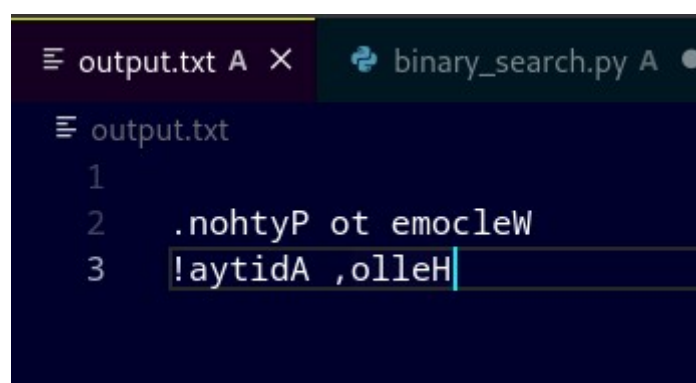 output.txt A ×
binary_search.py A ●
output.txt
1
2 .nohtyP ot emocleW
3 !aytidA ,olleH